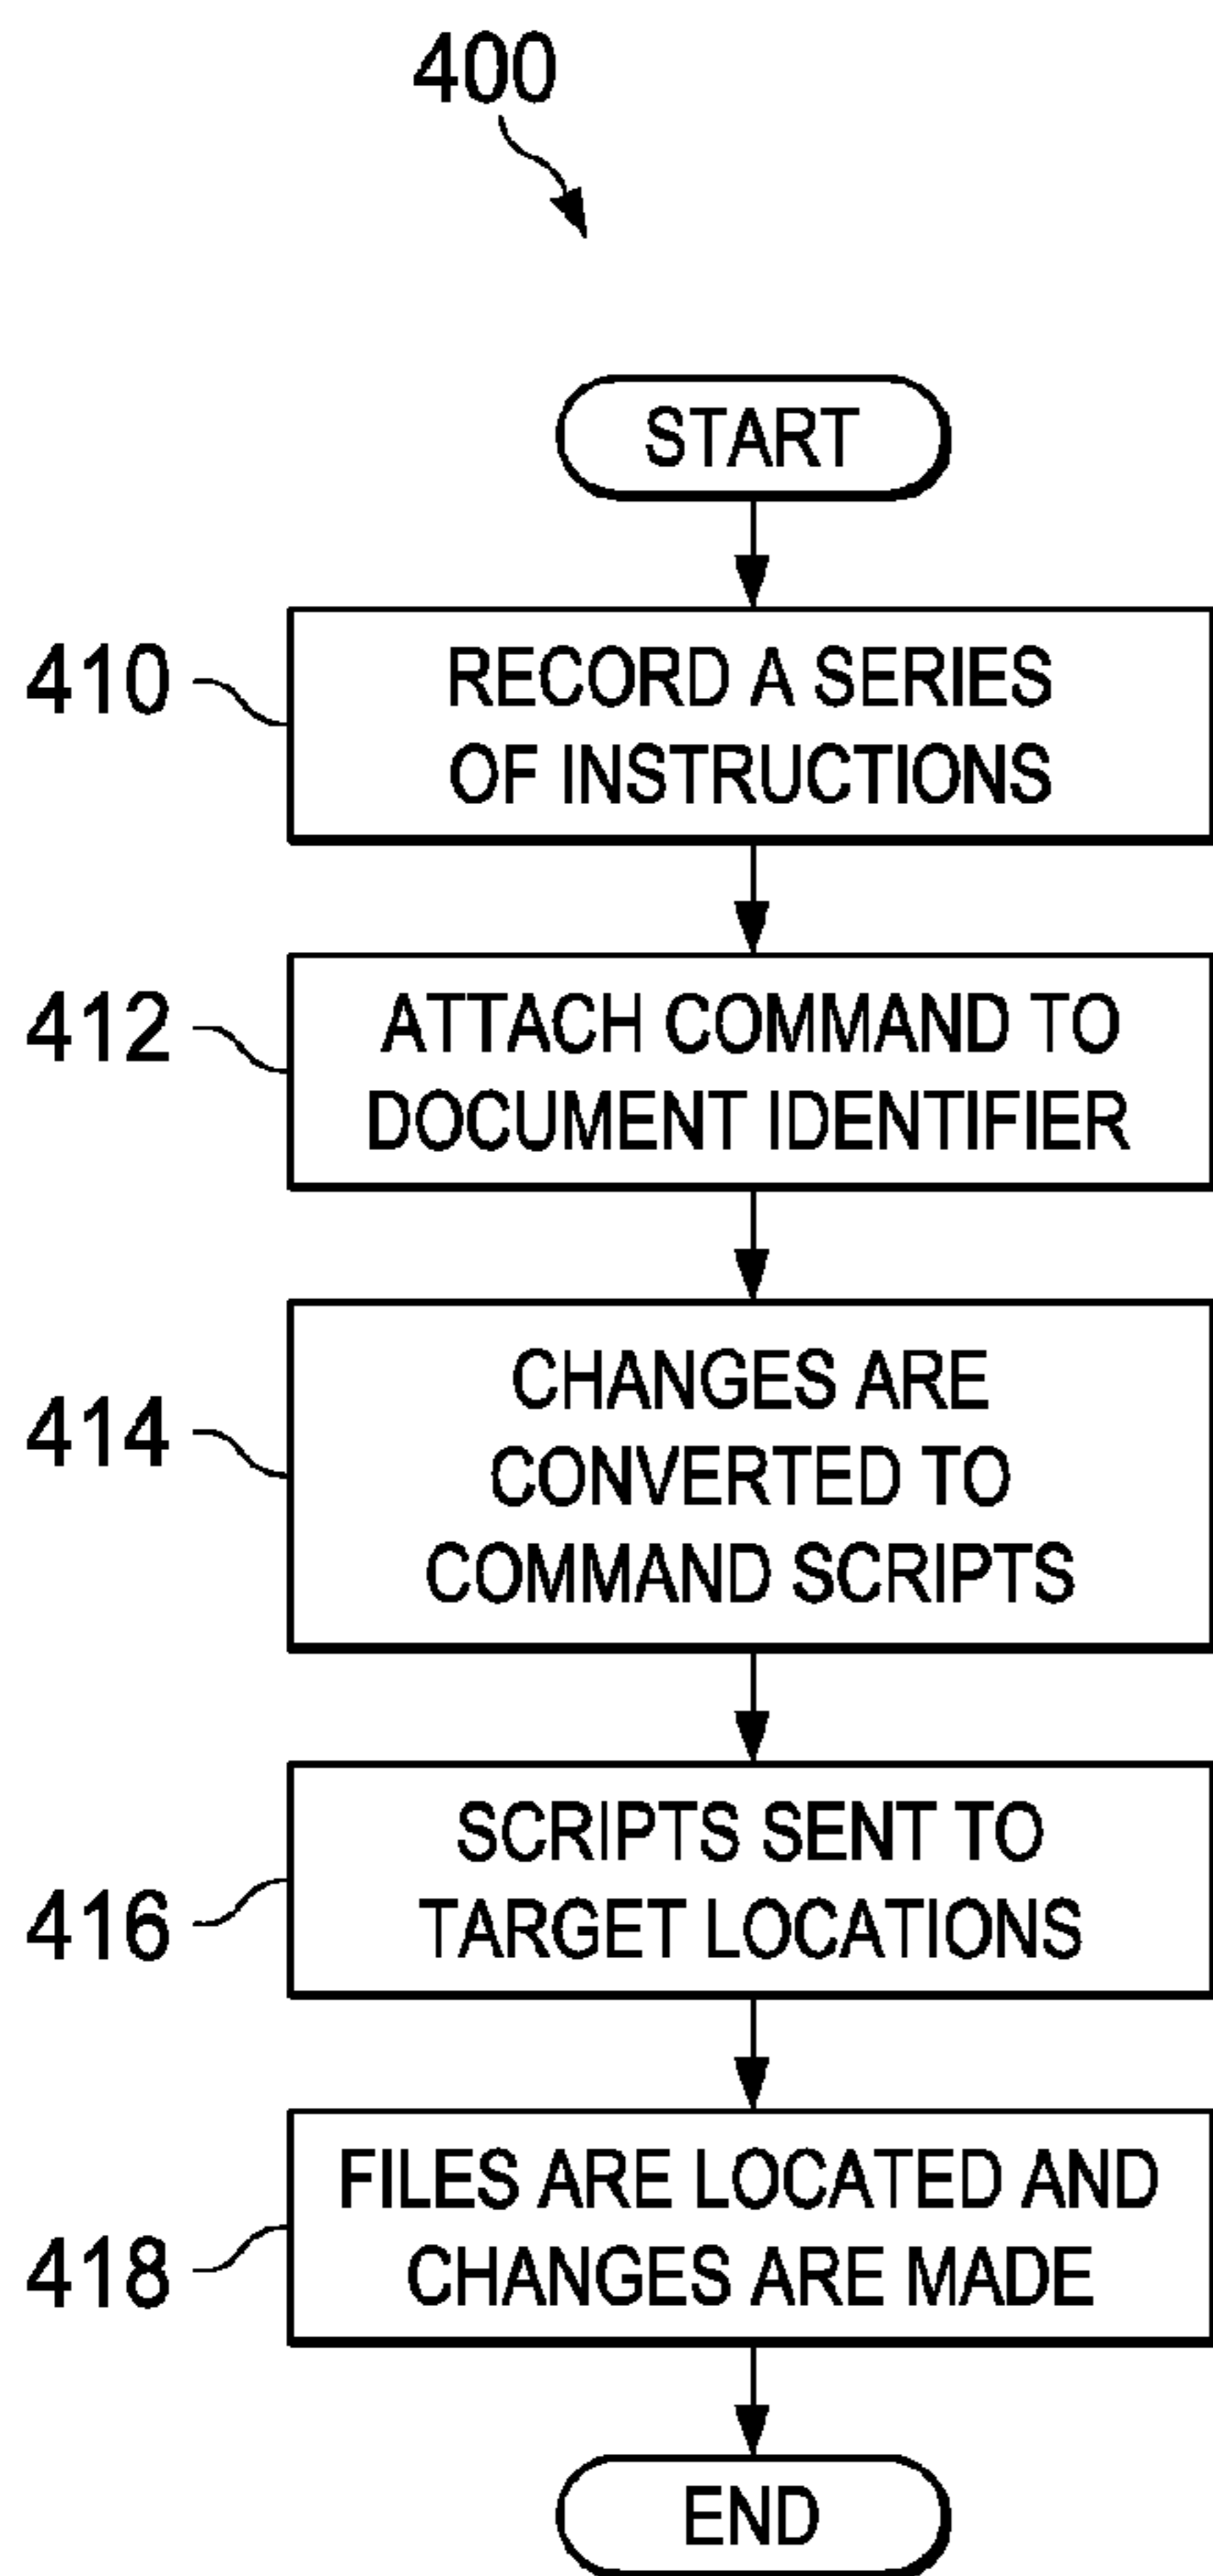 400
START
410
RECORD A SERIES
OF INSTRUCTIONS
412
ATTACH COMMAND TO
DOCUMENT IDENTIFIER
414
CHANGES ARE
CONVERTED TO
COMMAND SCRIPTS
416
SCRIPTS SENT TO
TARGET LOCATIONS
418
FILES ARE LOCATED AND
CHANGES ARE MADE
END